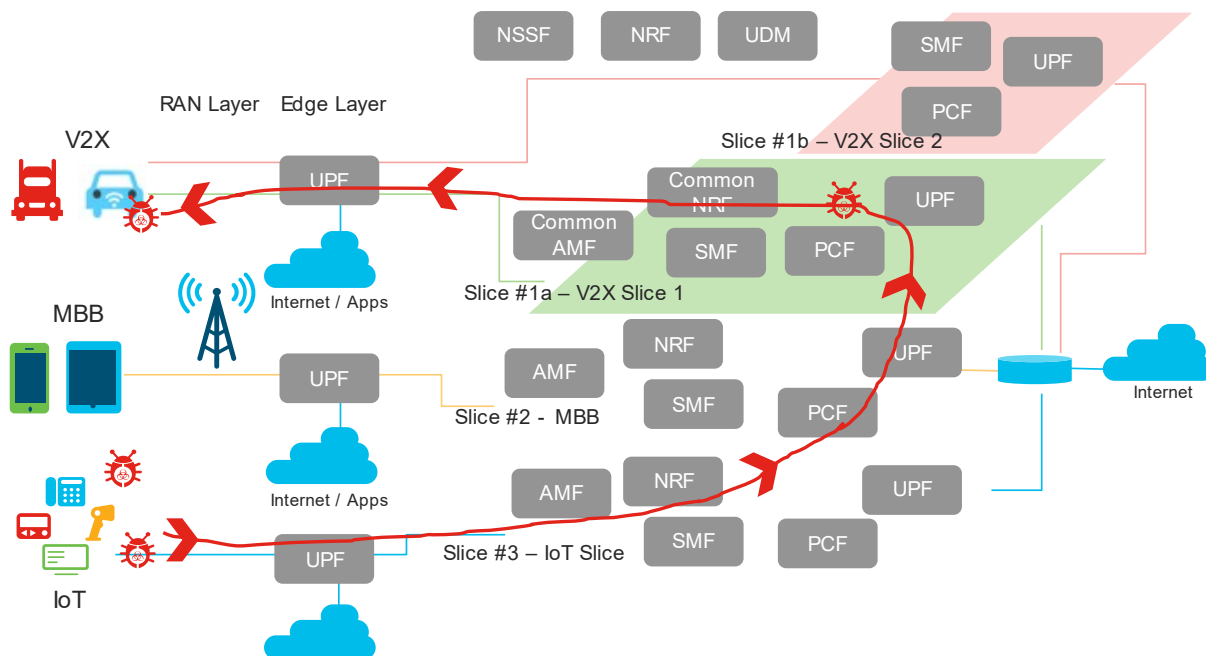 NSSF
NRF
UDM
SMF
UPF
PCF
RAN Layer
Edge Layer
V2X
Slice #1b – V2X Slice 2
UPF
Common
NRF
UPF
Common
AMF
SMF
PCF
Internet / Apps
Slice #1a – V2X Slice 1
MBB
NRF
UPF
AMF
UPF
SMF
PCF
Internet
Slice #2 - MBB
Internet / Apps
AMF
NRF
UPF
SMF
PCF
UPF
Slice #3 – IoT Slice
IoT